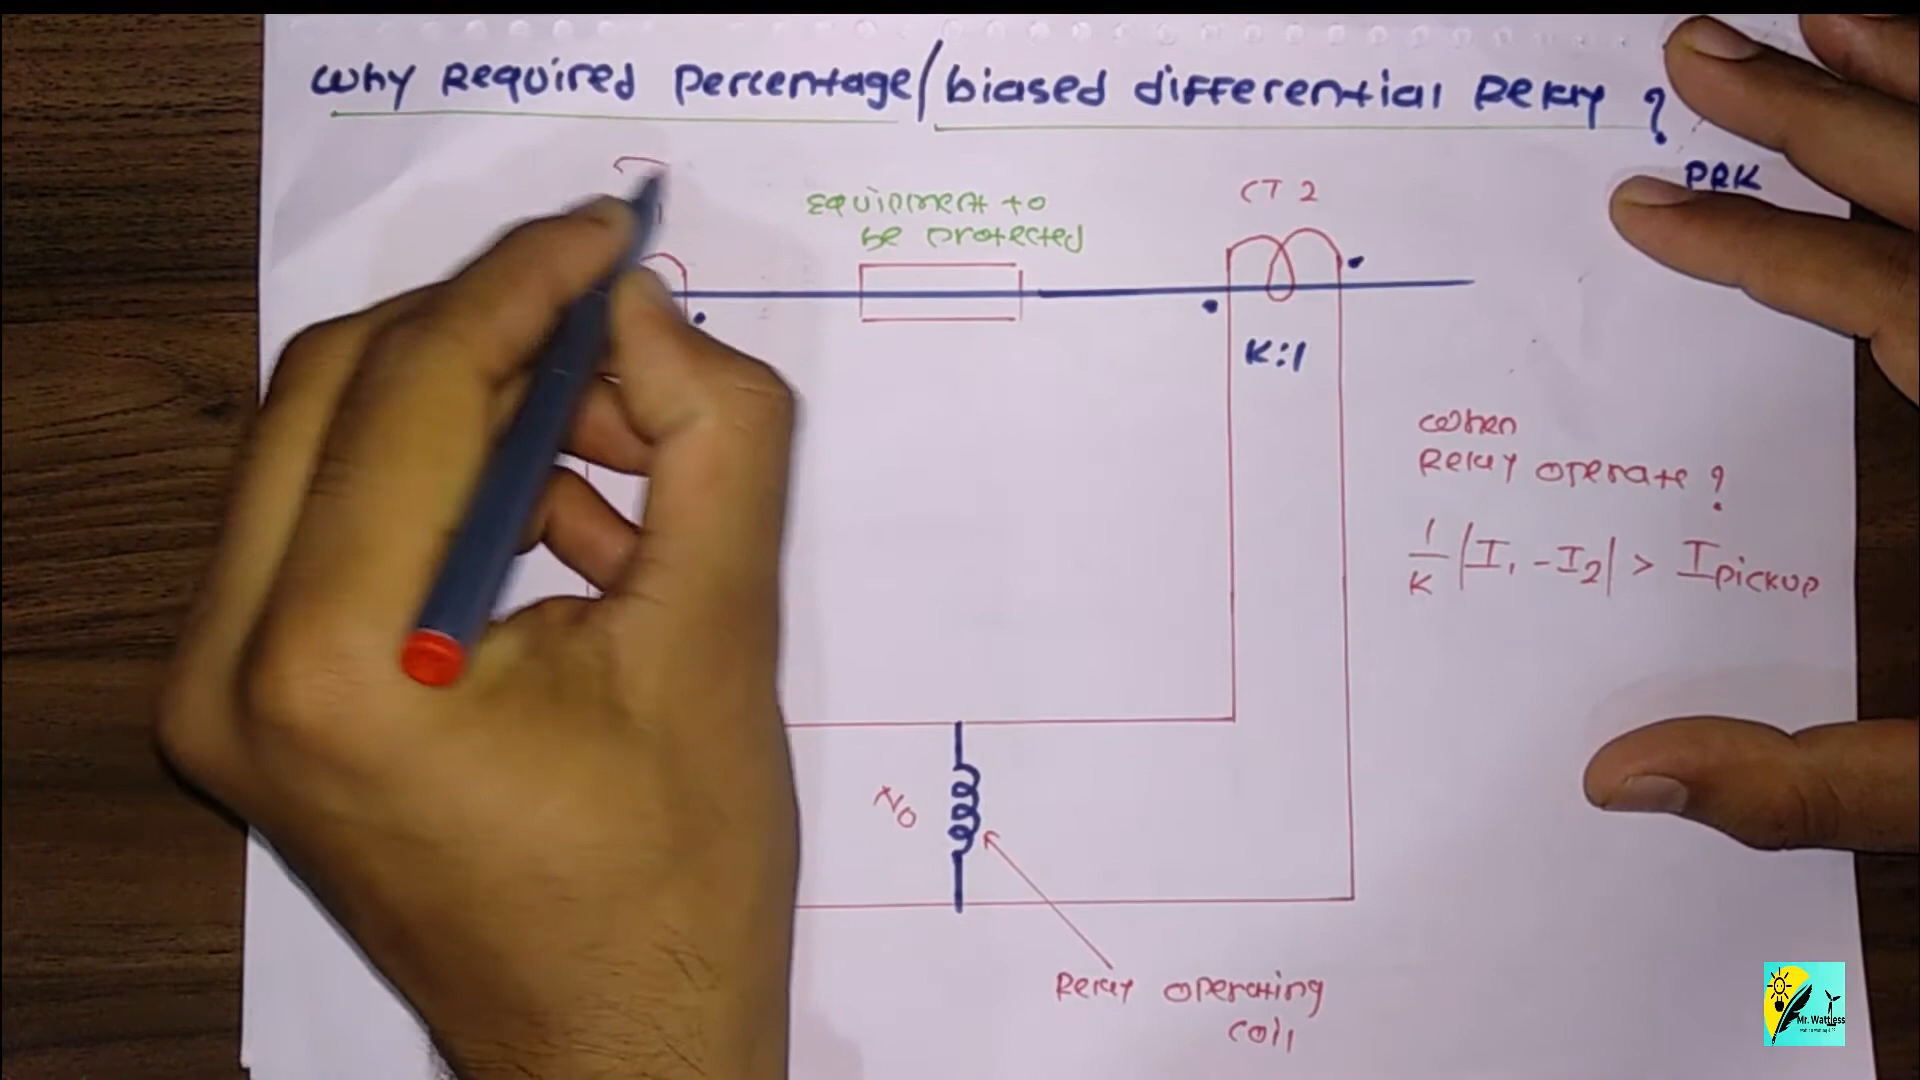 Why Required Percentage/biased differential Relay ?
PRK
Equipment to
be protected
CT 2
K:1
When
Relay operate ?
1/K |I1 - I2| > Ipickup
No
Relay operating
coil
Mr. Wattless